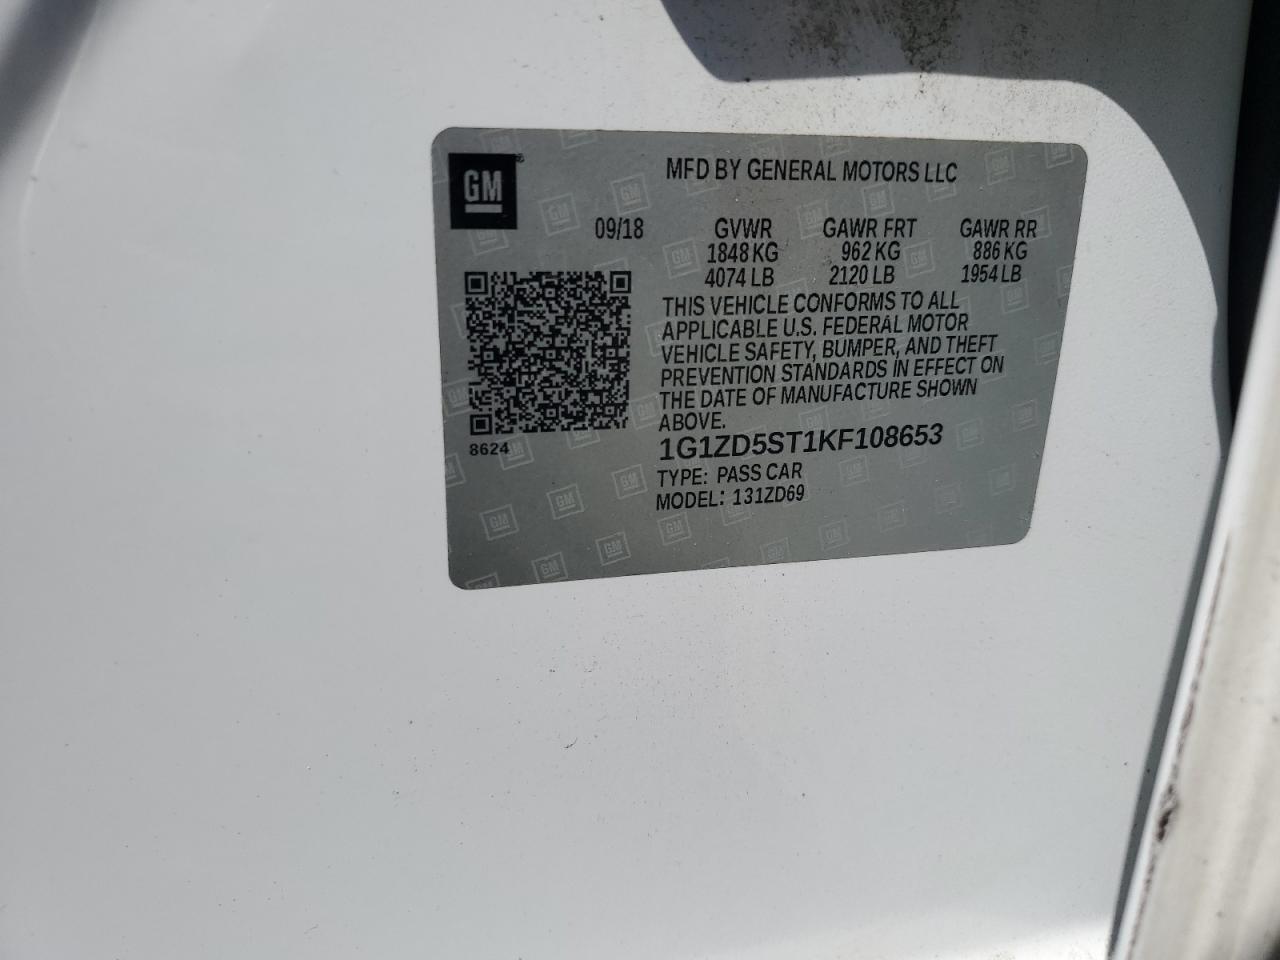 GM
MFD BY GENERAL MOTORS LLC
09/18 GVWR GAWR FRT GAWR RR
1848 KG 962 KG 886 KG
4074 LB 2120 LB 1954 LB
THIS VEHICLE CONFORMS TO ALL
APPLICABLE U.S. FEDERAL MOTOR
VEHICLE SAFETY, BUMPER, AND THEFT
PREVENTION STANDARDS IN EFFECT ON
THE DATE OF MANUFACTURE SHOWN
ABOVE.
8624
1G1ZD5ST1KF108653
TYPE: PASS CAR
MODEL: 131ZD69